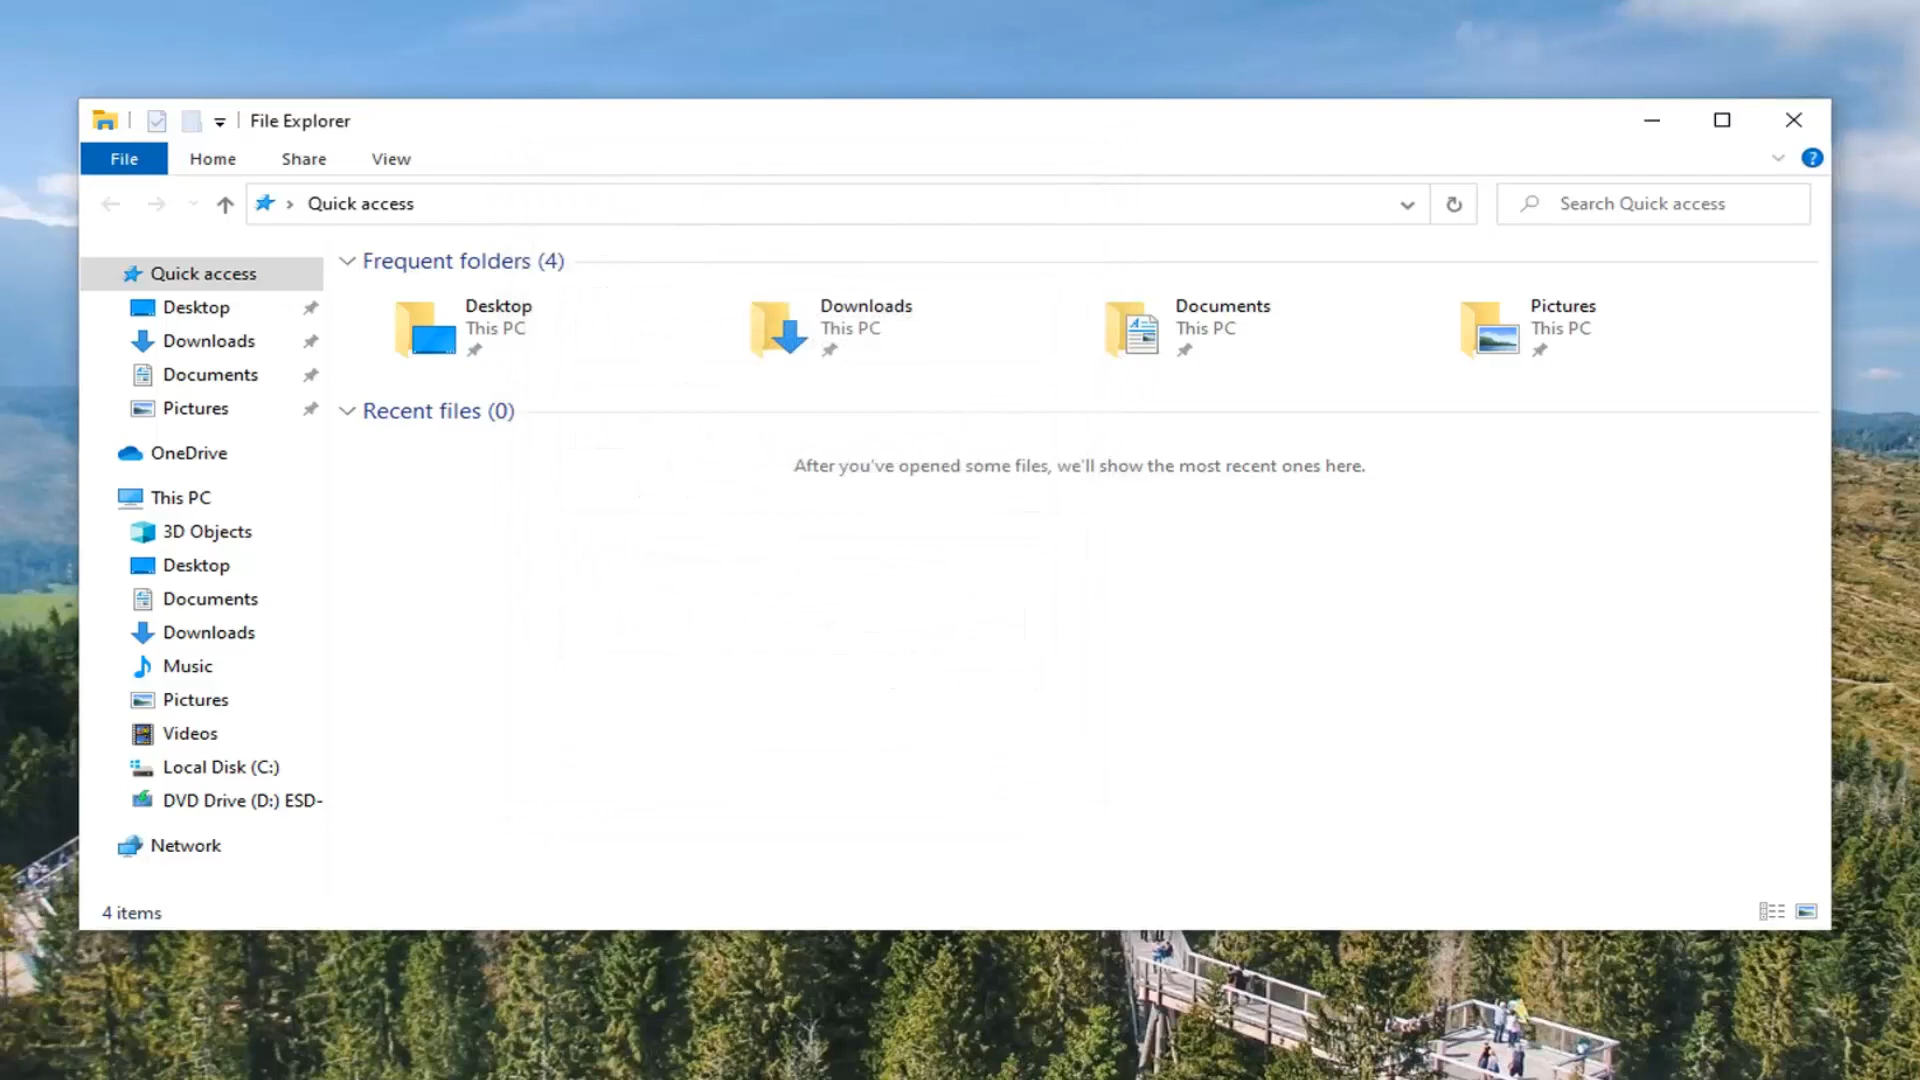 File Explorer
File Home Share View ?
Quick access
Search Quick access
Quick access
Desktop
Downloads
Documents
Pictures
OneDrive
This PC
3D Objects
Desktop
Documents
Downloads
Music
Pictures
Videos
Local Disk (C:)
DVD Drive (D:) ESD-
Network
Frequent folders (4)
Desktop
This PC
Downloads
This PC
Documents
This PC
Pictures
This PC
Recent files (0)
After you've opened some files, we'll show the most recent ones here.
4 items